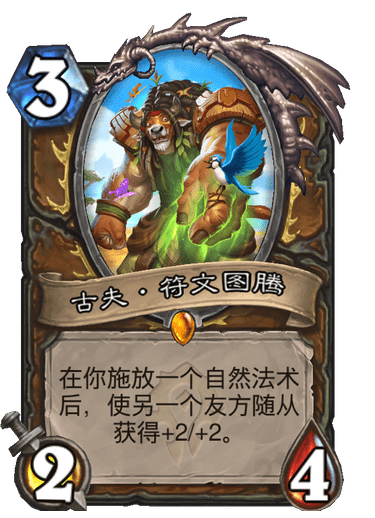 3
古夫·符文图腾
在你施放一个自然法术
后，使另一个友方随从
获得+2/+2。
2
4